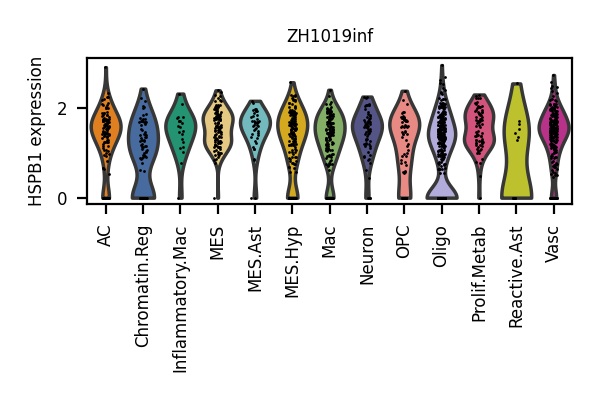 ZH1019inf
HSPB1 expression
2
0
AC
Chromatin.Reg
Inflammatory.Mac
MES
MES.Ast
MES.Hyp
Mac
Neuron
OPC
Oligo
Prolif.Metab
Reactive.Ast
Vasc